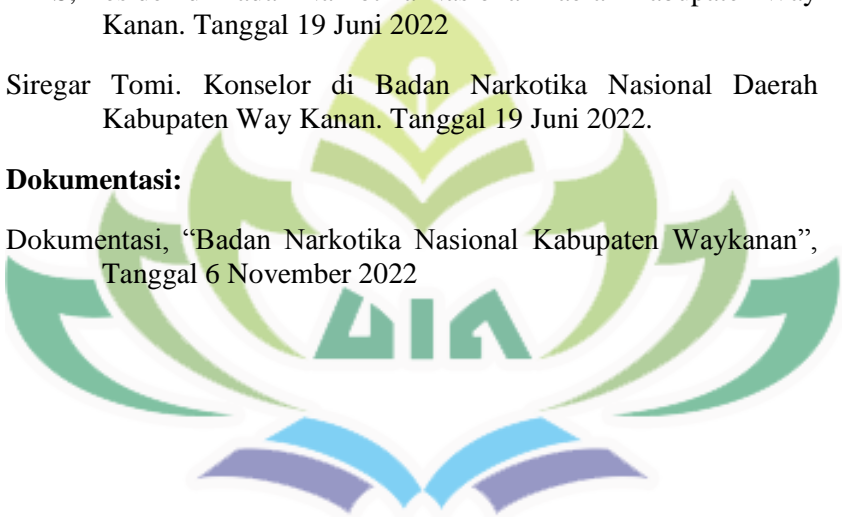 Kanan. Tanggal 19 Juni 2022
Siregar Tomi. Konselor di Badan Narkotika Nasional Daerah
Kabupaten Way Kanan. Tanggal 19 Juni 2022.
Dokumentasi:
Dokumentasi, “Badan Narkotika Nasional Kabupaten Waykanan”,
Tanggal 6 November 2022